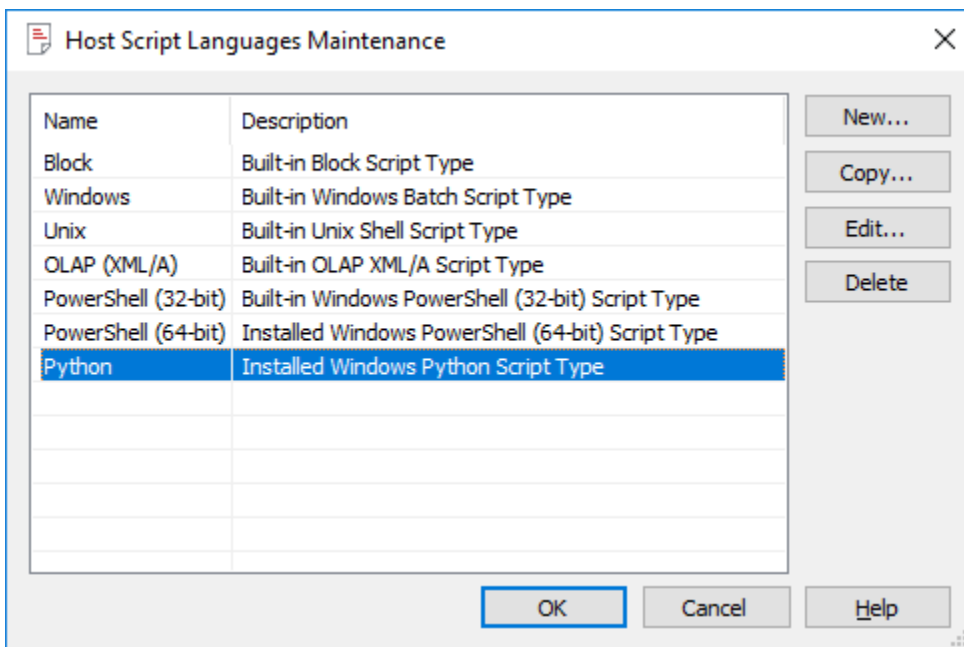 Host Script Languages Maintenance
Name Description
Block Built-in Block Script Type
Windows Built-in Windows Batch Script Type
Unix Built-in Unix Shell Script Type
OLAP (XML/A) Built-in OLAP XML/A Script Type
PowerShell (32-bit) Built-in Windows PowerShell (32-bit) Script Type
PowerShell (64-bit) Installed Windows PowerShell (64-bit) Script Type
Python Installed Windows Python Script Type
New...
Copy...
Edit...
Delete
OK Cancel Help